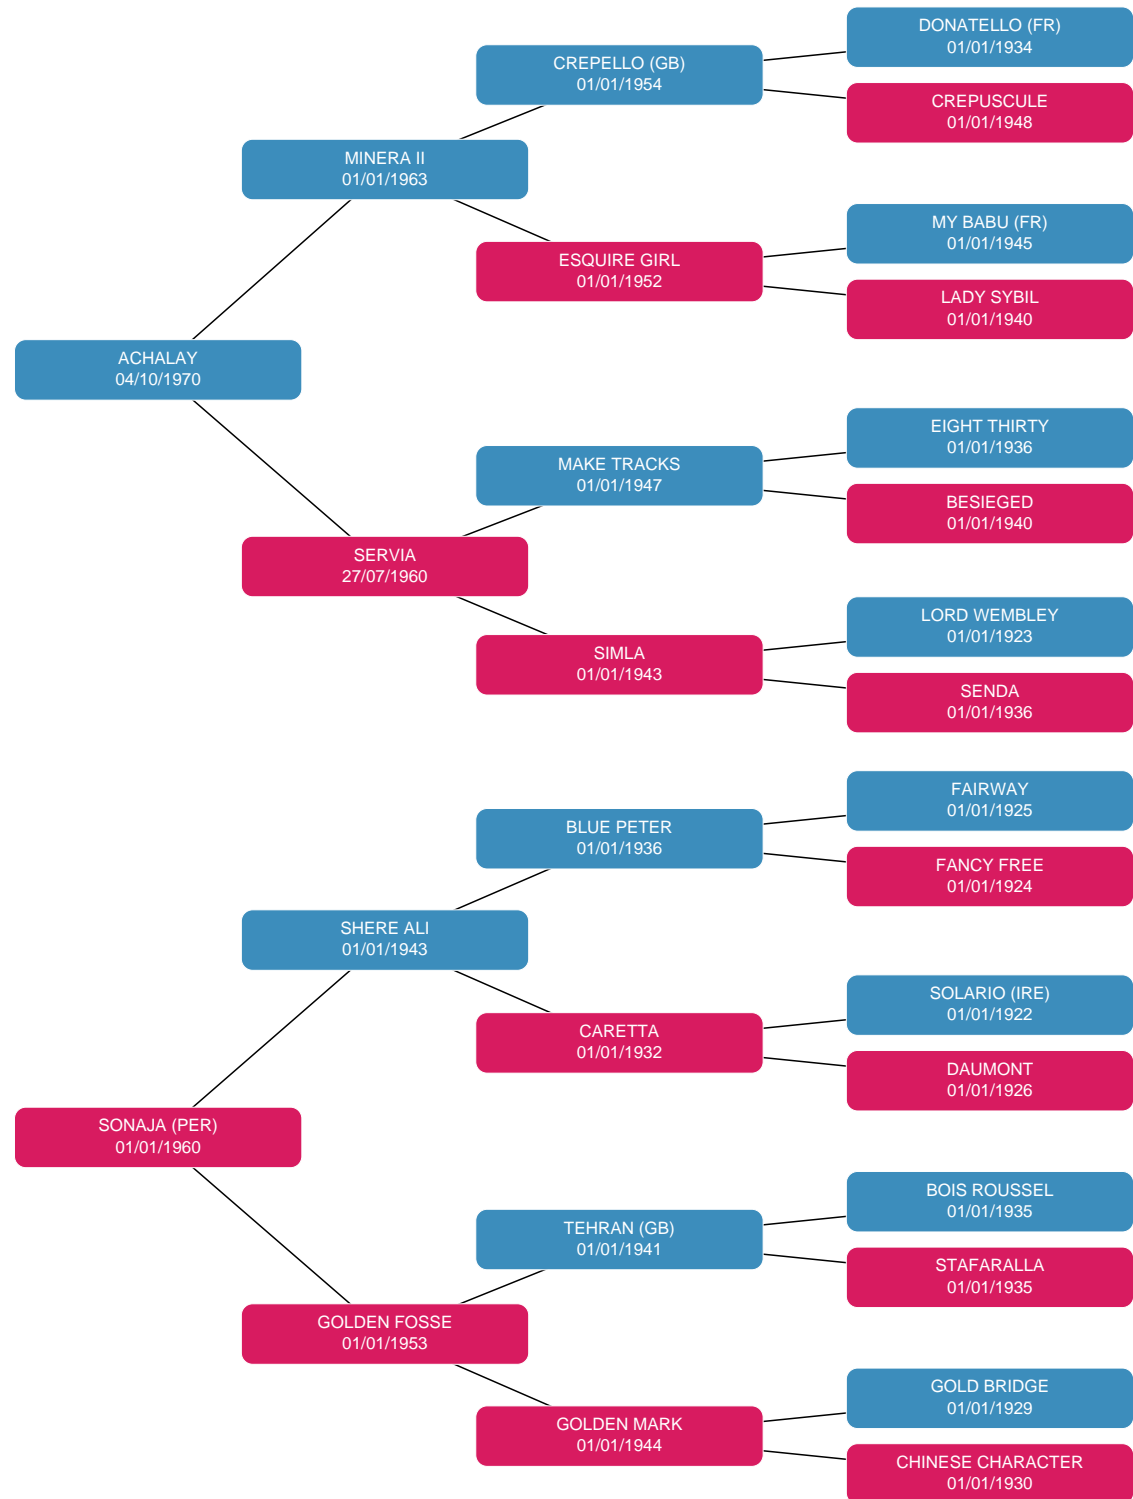 DONATELLO (FR)
01/01/1934
CREPELLO (GB)
01/01/1954
CREPUSCULE
01/01/1948
MINERA II
01/01/1963
MY BABU (FR)
01/01/1945
ESQUIRE GIRL
01/01/1952
LADY SYBIL
01/01/1940
ACHALAY
04/10/1970
EIGHT THIRTY
01/01/1936
MAKE TRACKS
01/01/1947
BESIEGED
01/01/1940
SERVIA
27/07/1960
LORD WEMBLEY
01/01/1923
SIMLA
01/01/1943
SENDA
01/01/1936
FAIRWAY
01/01/1925
BLUE PETER
01/01/1936
FANCY FREE
01/01/1924
SHERE ALI
01/01/1943
SOLARIO (IRE)
01/01/1922
CARETTA
01/01/1932
DAUMONT
01/01/1926
SONAJA (PER)
01/01/1960
BOIS ROUSSEL
01/01/1935
TEHRAN (GB)
01/01/1941
STAFARALLA
01/01/1935
GOLDEN FOSSE
01/01/1953
GOLD BRIDGE
01/01/1929
GOLDEN MARK
01/01/1944
CHINESE CHARACTER
01/01/1930